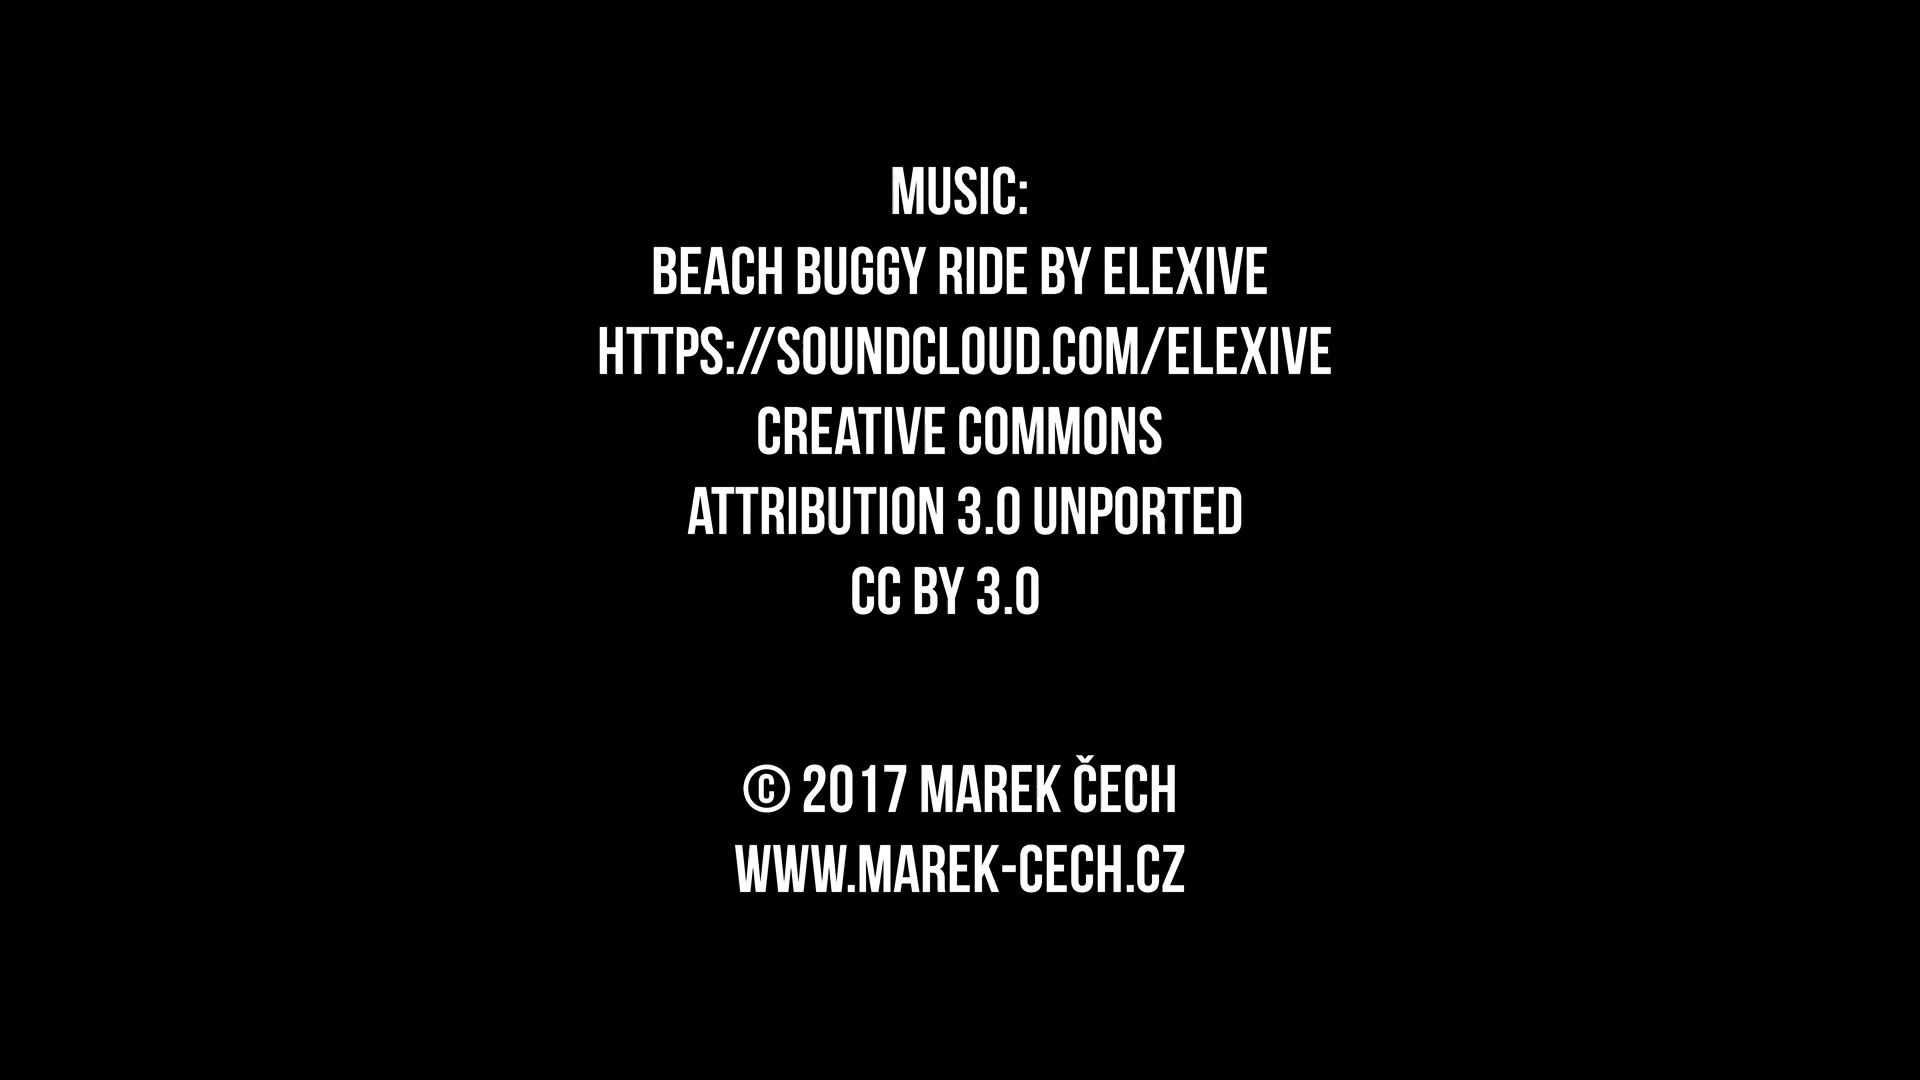 MUSIC:
BEACH BUGGY RIDE BY ELEXIVE
HTTPS://SOUNDCLOUD.COM/ELEXIVE
CREATIVE COMMONS
ATTRIBUTION 3.0 UNPORTED
CC BY 3.0
© 2017 MAREK ČECH
WWW.MAREK-CECH.CZ